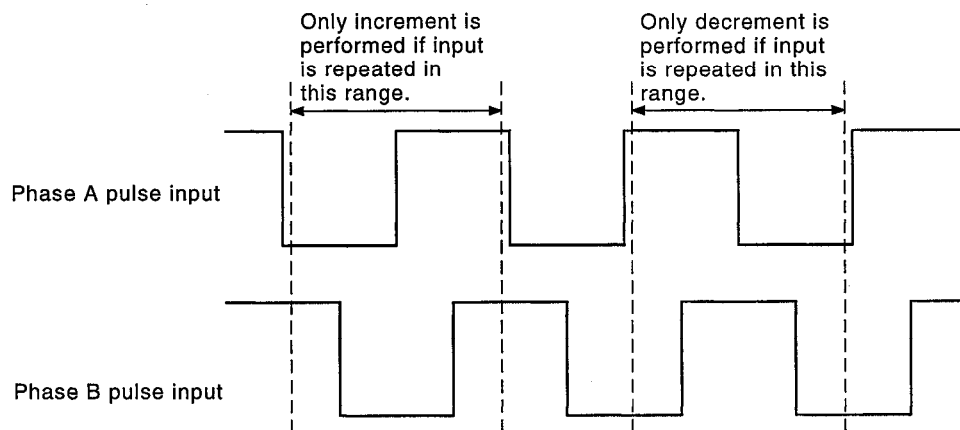 Only increment is
performed if input
is repeated in
this range.
Only decrement is
performed if input
is repeated in this
range.
Phase A pulse input
Phase B pulse input